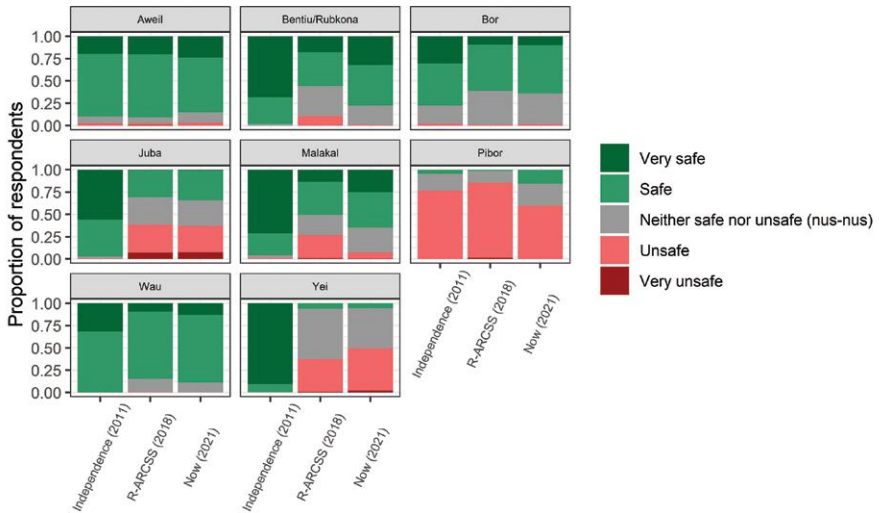 Proportion of respondents
Aweil
Bentiu/Rubkona
Bor
1.00
0.75
0.50
0.25
0.00
Juba
Malakal
Pibor
1.00
0.75
0.50
0.25
0.00
Wau
Yei
1.00
0.75
0.50
0.25
0.00
Independence (2011)
R-ARCSS (2018)
Now (2021)
Independence (2011)
R-ARCSS (2018)
Now (2021)
Independence (2011)
R-ARCSS (2018)
Now (2021)
Very safe
Safe
Neither safe nor unsafe (nus-nus)
Unsafe
Very unsafe